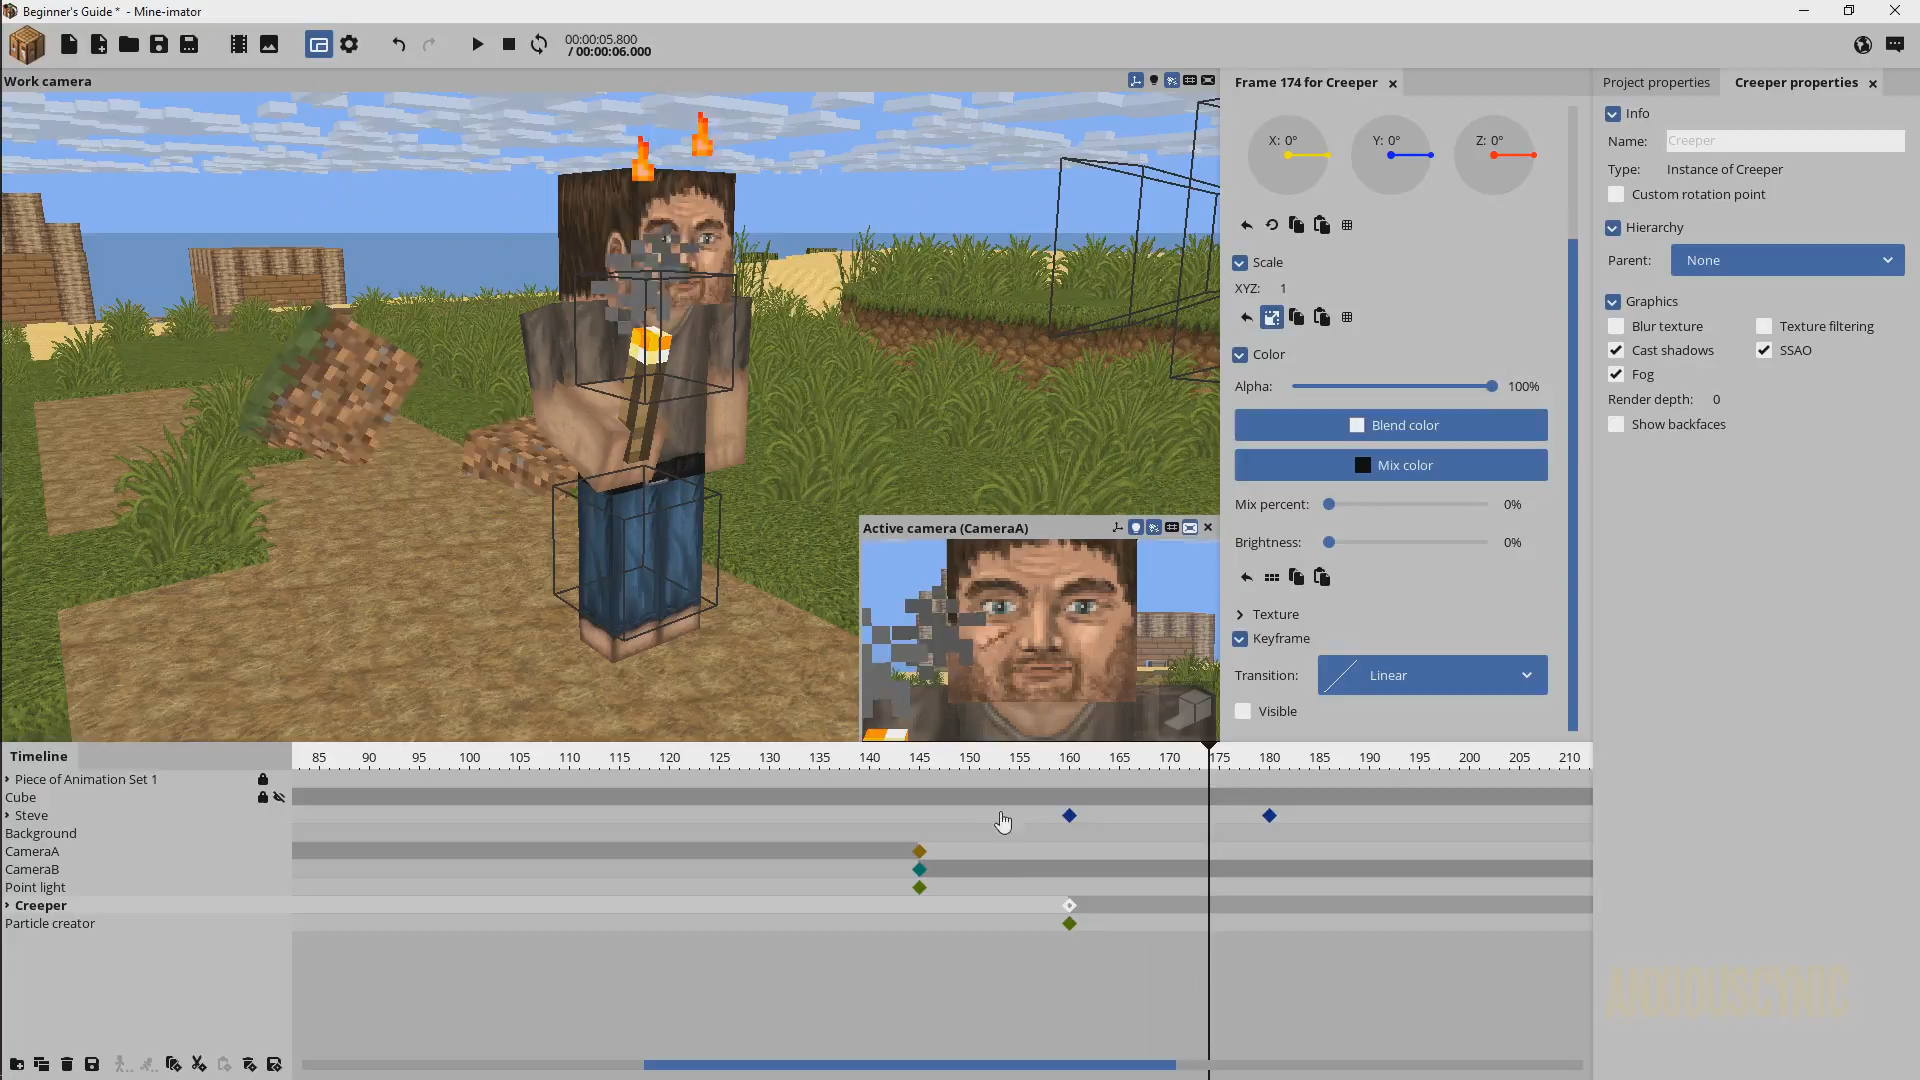 Beginner's Guide * - Mine-imator
00:00:05.800
/ 00:00:06.000
Work camera
Frame 174 for Creeper
X: 0°
Y: 0°
Z: 0°
Scale
XYZ: 1
Color
Alpha: 100%
Blend color
Mix color
Mix percent: 0%
Brightness: 0%
Texture
Keyframe
Transition: Linear
Visible
Project properties
Creeper properties
Info
Name: Creeper
Type: Instance of Creeper
Custom rotation point
Hierarchy
Parent: None
Graphics
Blur texture
Texture filtering
Cast shadows
SSAO
Fog
Render depth: 0
Show backfaces
Active camera (CameraA)
Timeline
85 90 95 100 105 110 115 120 125 130 135 140 145 150 155 160 165 170 175 180 185 190 195 200 205 210
Piece of Animation Set 1
Cube
Steve
Background
CameraA
CameraB
Point light
Creeper
Particle creator
ANXIOUSCYNIC